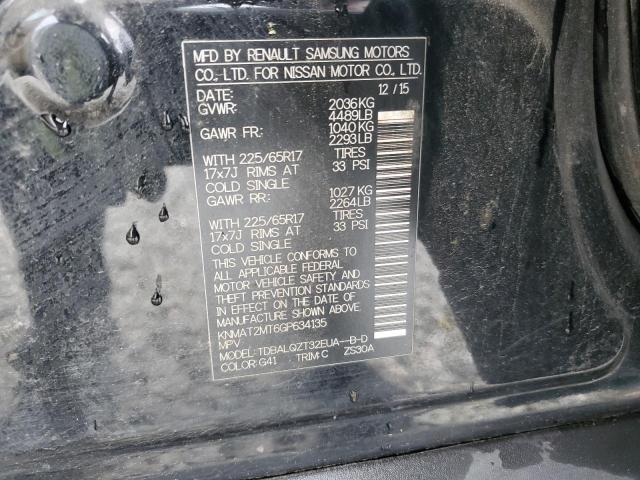 MFD BY RENAULT SAMSUNG MOTORS
CO.,LTD. FOR NISSAN MOTOR CO., LTD.
DATE: 12 / 15
GVWR: 2036KG
4489LB
GAWR FR: 1040KG
2293LB
WITH 225/65R17 TIRES
17x7J RIMS AT 33 PSI
COLD SINGLE
GAWR RR: 1027 KG
2264LB
WITH 225/65R17 TIRES
17x7J RIMS AT 33 PSI
COLD SINGLE
THIS VEHICLE CONFORMS TO
ALL APPLICABLE FEDERAL
MOTOR VEHICLE SAFETY AND
THEFT PREVENTION STANDARDS
IN EFFECT ON THE DATE OF
MANUFACTURE SHOWN ABOVE.
KNMAT2MT6GP634135
MPV
MODEL: TDBALQZT32EUA--B-D
COLOR: G41 TRIM: C ZS30A